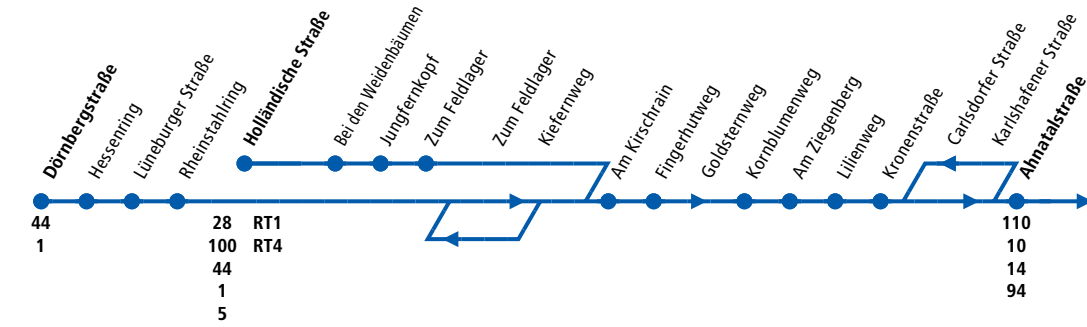 Dörnbergstraße
Hessenring
Lüneburger Straße
Rheinstahlring
Holländische Straße
Bei den Weidenbäumen
Jungfernkopf
Zum Feldlager
Zum Feldlager
Kiefernweg
Am Kirschrain
Fingerhutweg
Goldsternweg
Kornblumenweg
Am Ziegenberg
Lilienweg
Kronenstraße
Carlsdorfer Straße
Karlshafener Straße
Ahnatalstraße
44 28 RT1 110
1 100 RT4 10
44 14
1 94
5